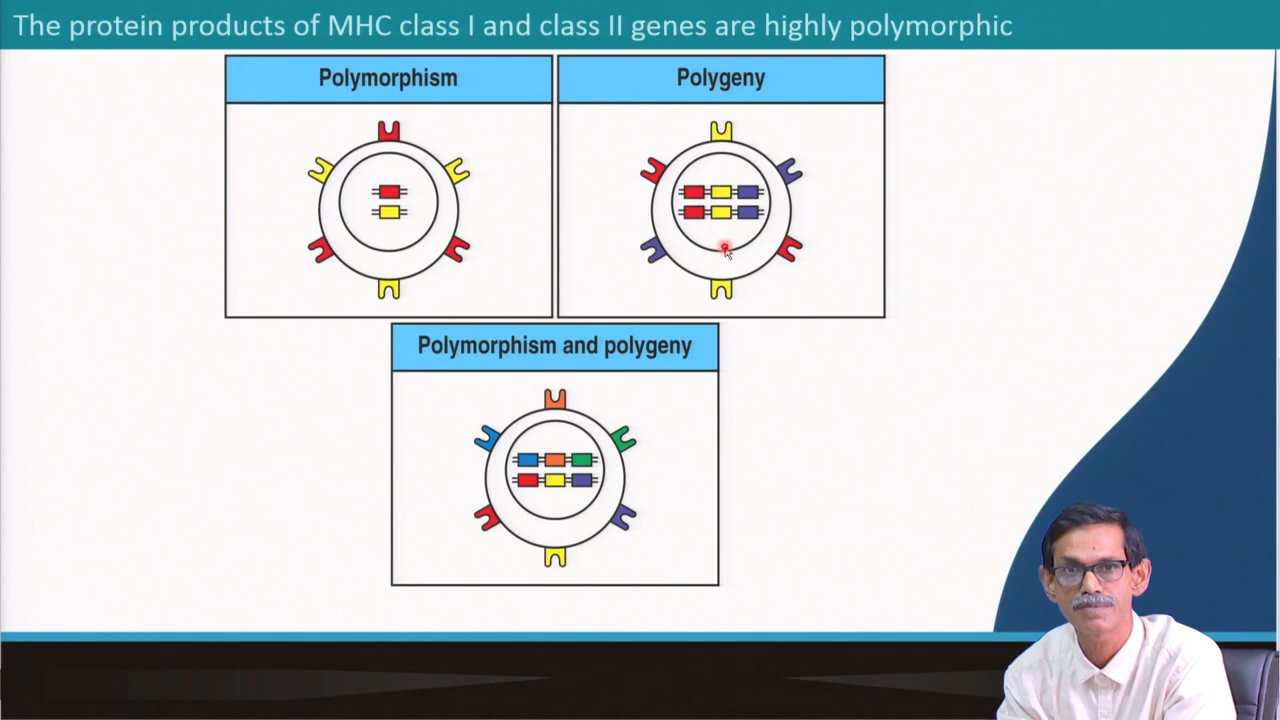 The protein products of MHC class I and class II genes are highly polymorphic
Polymorphism
Polygeny
Polymorphism and polygeny